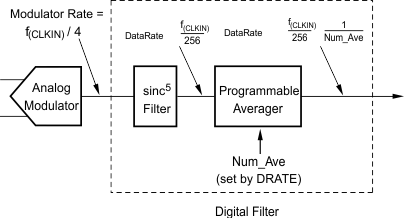 Modulator Rate =
f(CLKIN) / 4
DataRate
f(CLKIN)
256
DataRate
f(CLKIN)
256
1
Num_Ave
Analog
Modulator
sinc5
Filter
Programmable
Averager
Num_Ave
(set by DRATE)
Digital Filter